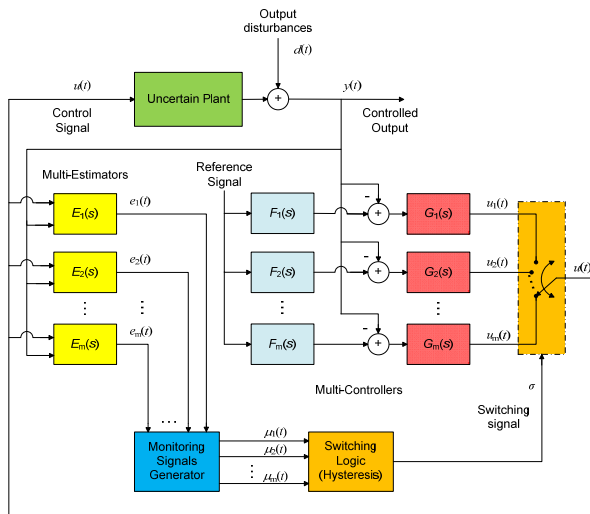 Output
disturbances
d(t)
u(t)
Uncertain Plant
+
y(t)
Control
Signal
Controlled
Output
Multi-Estimators
Reference
Signal
E1(s)
e1(t)
F1(s)
-
+
G1(s)
u1(t)
E2(s)
e2(t)
F2(s)
-
+
G2(s)
u2(t)
u(t)
⋮
⋮
⋮
⋮
Em(s)
em(t)
Fm(s)
-
+
Gm(s)
um(t)
Multi-Controllers
σ
Switching
signal
...
Monitoring
Signals
Generator
μ1(t)
μ2(t)
⋮
μm(t)
Switching
Logic
(Hysteresis)